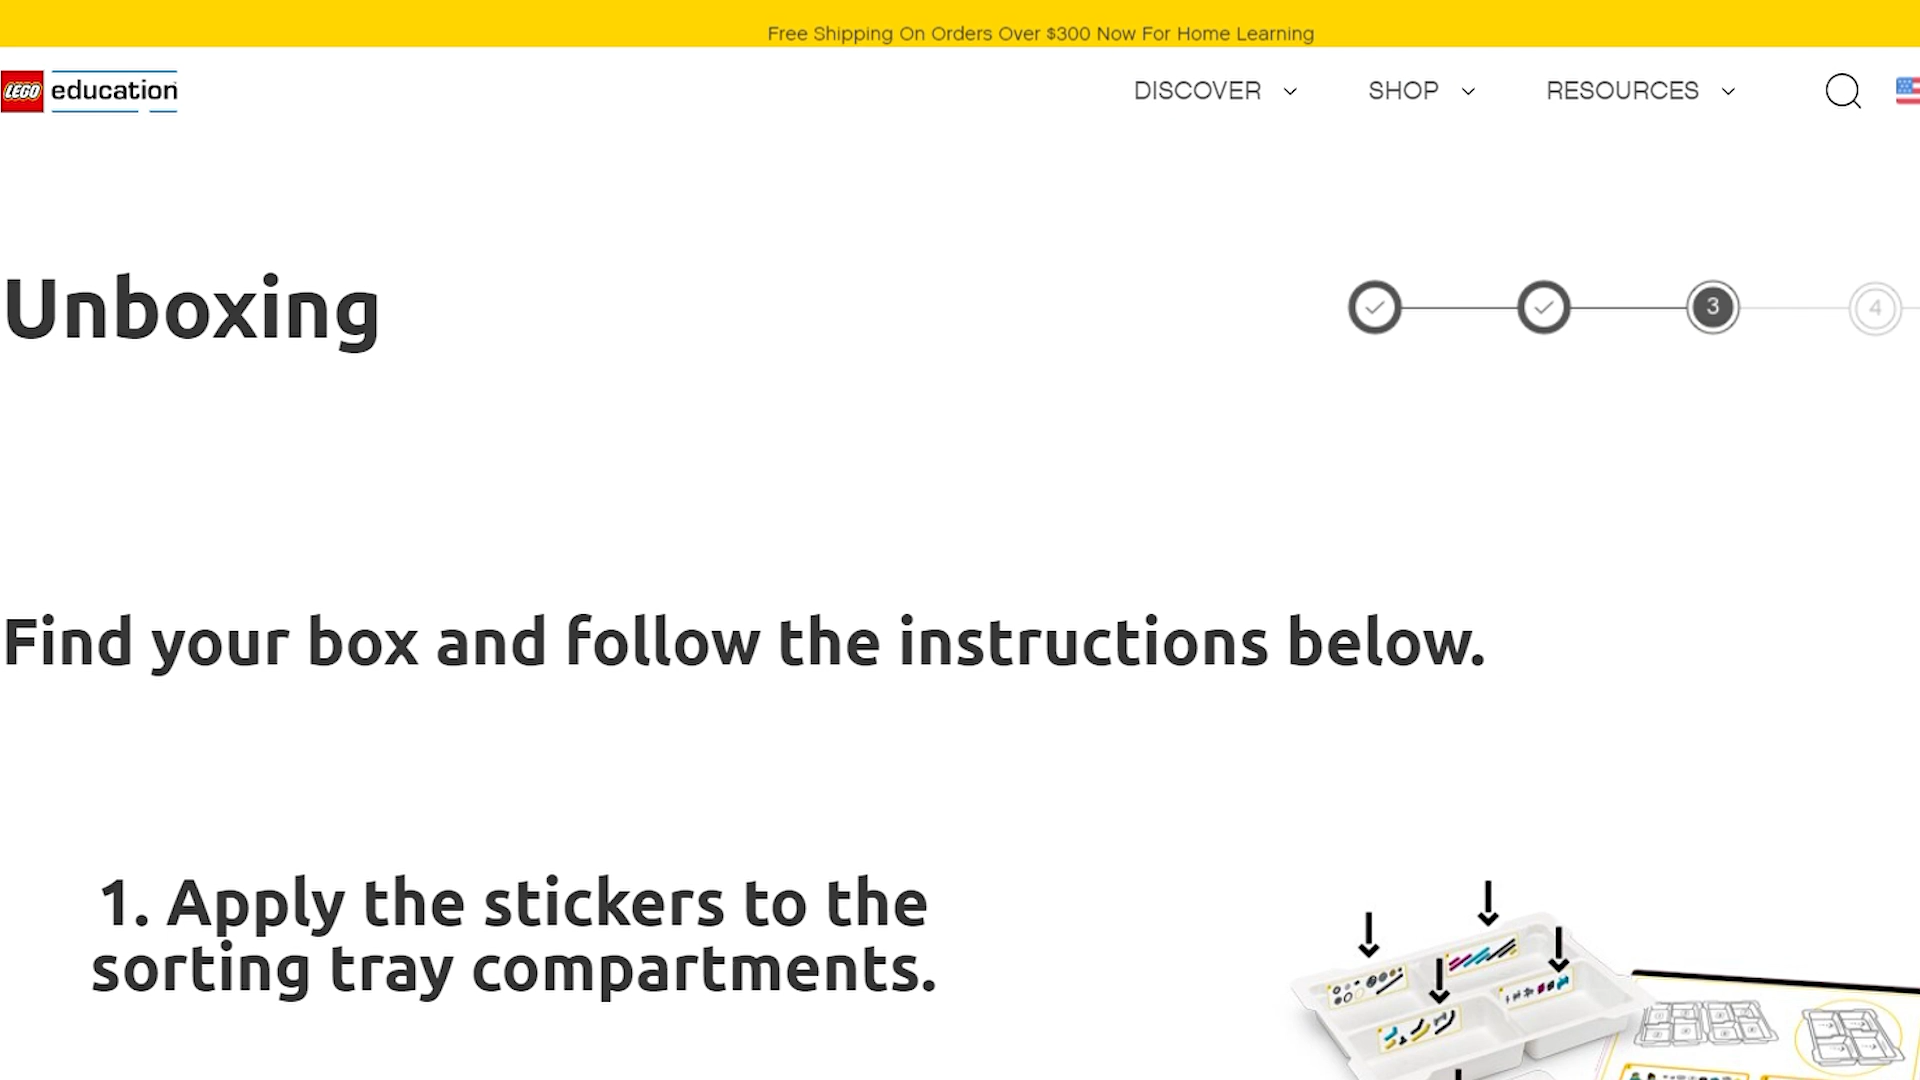 Free Shipping On Orders Over $300 Now For Home Learning
LEGO education
DISCOVER SHOP RESOURCES
Unboxing
3 4
Find your box and follow the instructions below.
1. Apply the stickers to the
sorting tray compartments.